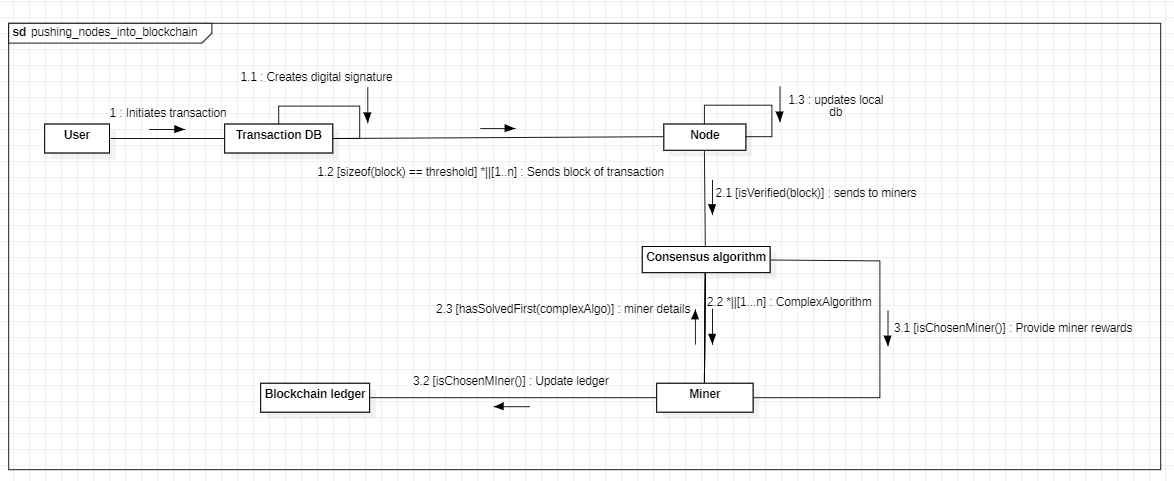 sd pushing_nodes_into_blockchain
1.1 : Creates digital signature
1 : Initiates transaction
1.3 : updates local
db
User
Transaction DB
Node
1.2 [sizeof(block) == threshold] *||[1..n] : Sends block of transaction
2.1 [isVerified(block)] : sends to miners
Consensus algorithm
2.3 [hasSolvedFirst(complexAlgo)] : miner details
2.2 *||[1...n] : ComplexAlgorithm
3.1 [isChosenMiner()] : Provide miner rewards
3.2 [isChosenMIner()] : Update ledger
Blockchain ledger
Miner